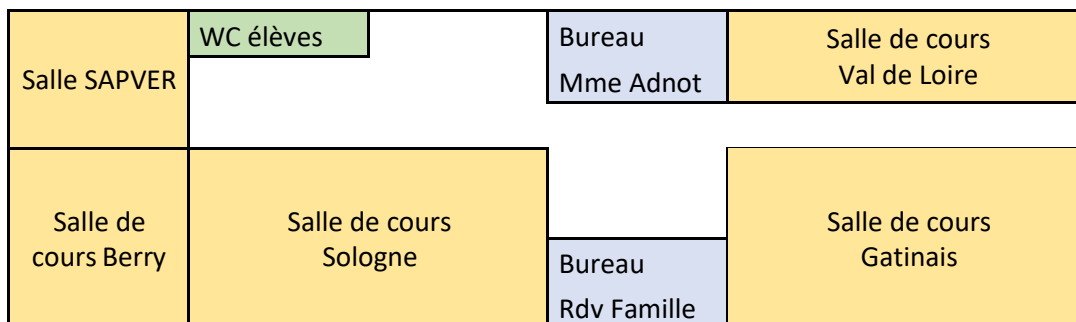 WC élèves
Bureau
Mme Adnot
Salle de cours
Val de Loire
Salle SAPVER
Salle de
cours Berry
Salle de cours
Sologne
Bureau
Rdv Famille
Salle de cours
Gatinais